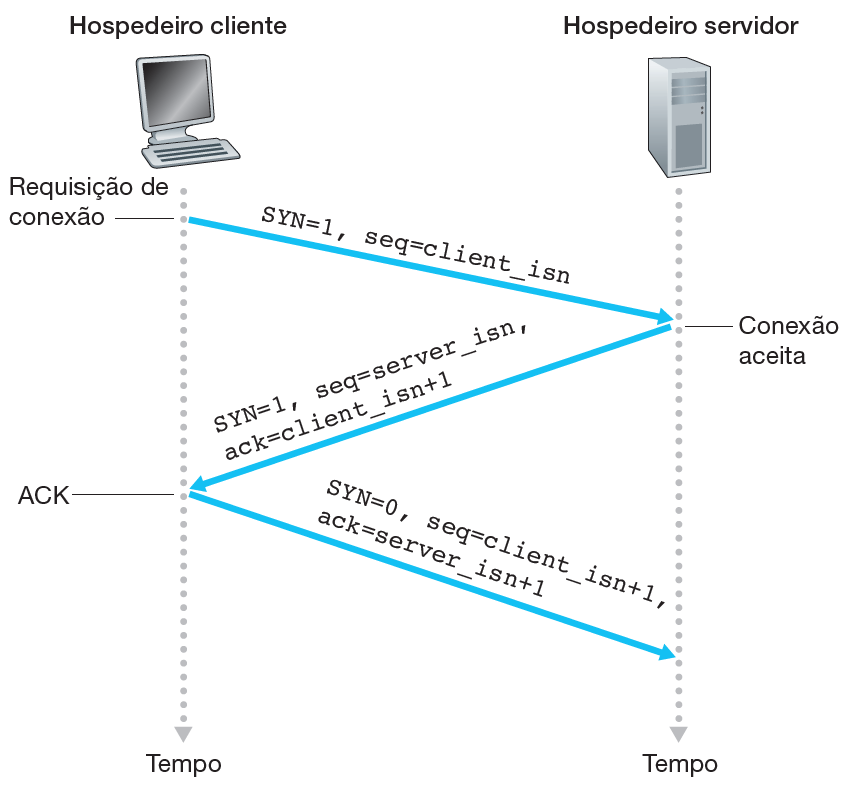 Hospedeiro cliente
Hospedeiro servidor
Requisição de
conexão
SYN=1, seq=client_isn
Conexão
aceita
SYN=1, seq=server_isn,
ack=client_isn+1
ACK
SYN=0, seq=client_isn+1,
ack=server_isn+1
Tempo
Tempo